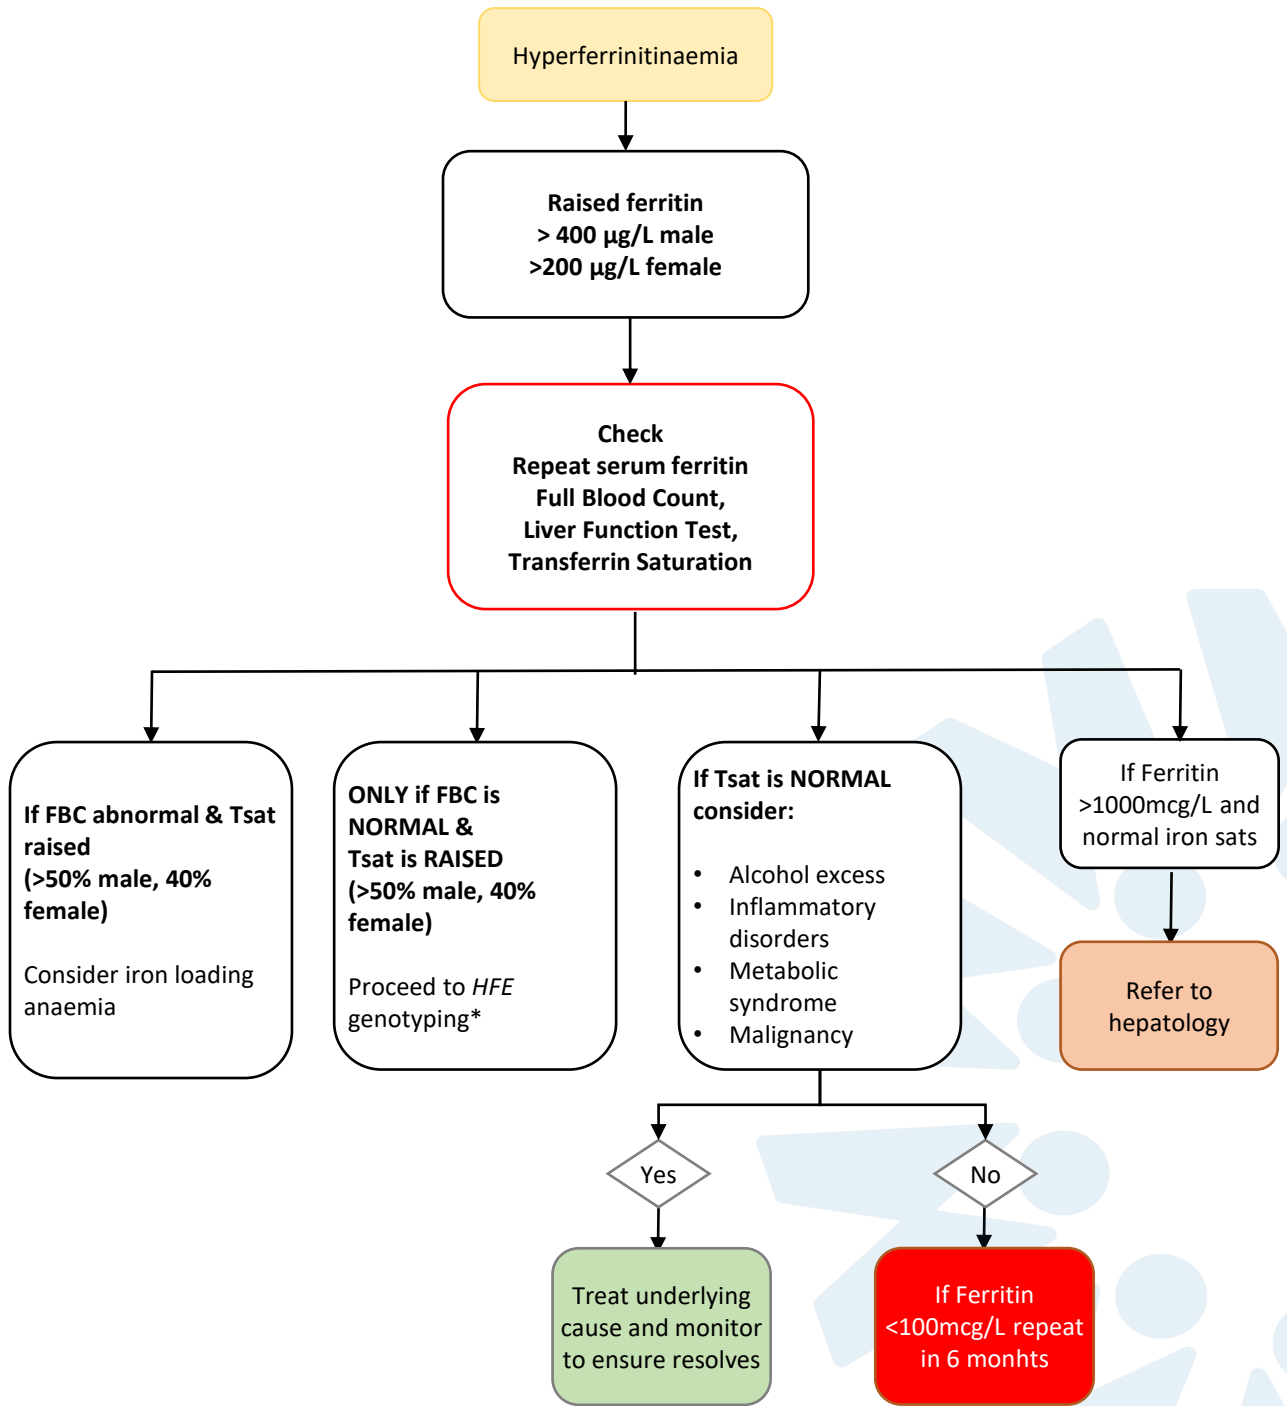 Hyperferrinitinaemia
Raised ferritin
> 400 µg/L male
>200 µg/L female
Check
Repeat serum ferritin
Full Blood Count,
Liver Function Test,
Transferrin Saturation
If FBC abnormal & Tsat
raised
(>50% male, 40%
female)
Consider iron loading
anaemia
ONLY if FBC is
NORMAL &
Tsat is RAISED
(>50% male, 40%
female)
Proceed to HFE
genotyping*
If Tsat is NORMAL
consider:
• Alcohol excess
• Inflammatory
disorders
• Metabolic
syndrome
• Malignancy
If Ferritin
>1000mcg/L and
normal iron sats
Refer to
hepatology
Yes
No
Treat underlying
cause and monitor
to ensure resolves
If Ferritin
<100mcg/L repeat
in 6 monhts